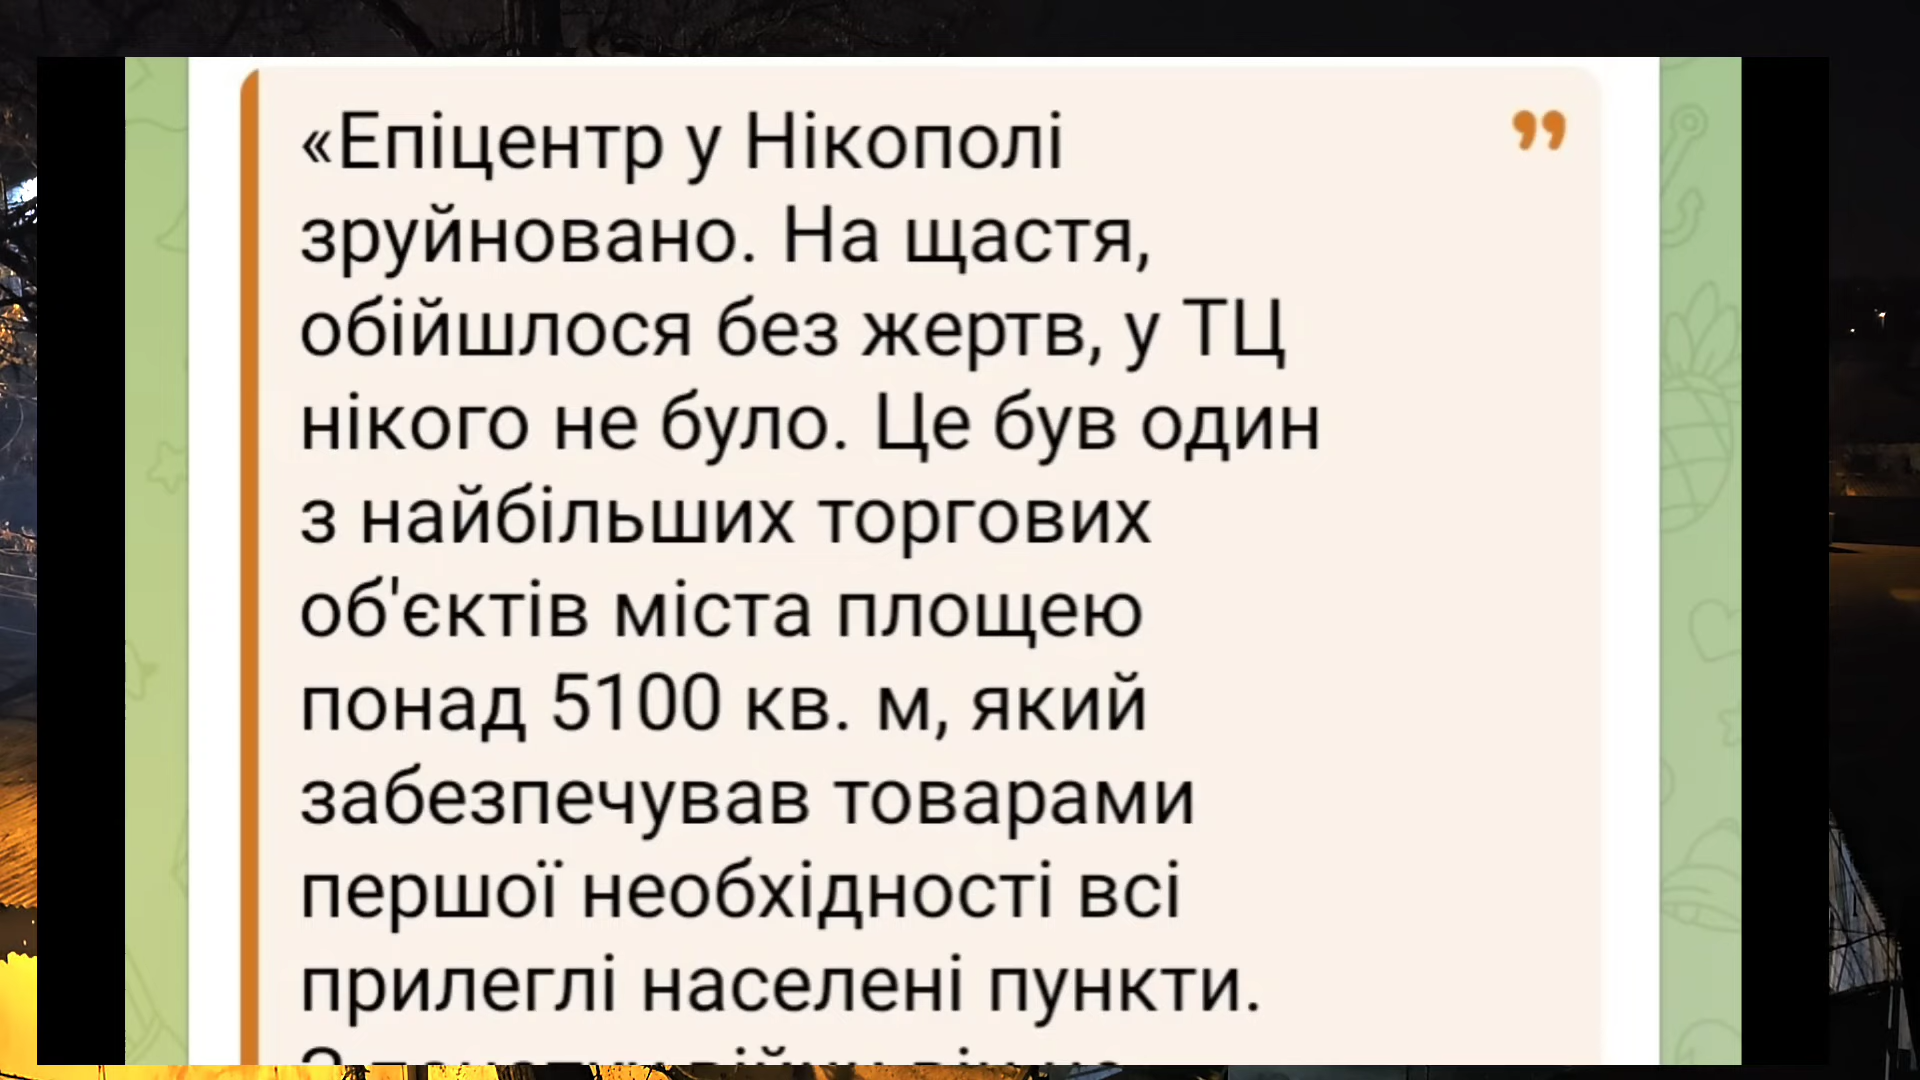 «Епіцентр у Нікополі
зруйновано. На щастя,
обійшлося без жертв, у ТЦ
нікого не було. Це був один
з найбільших торгових
об'єктів міста площею
понад 5100 кв. м, який
забезпечував товарами
першої необхідності всі
прилеглі населені пункти.